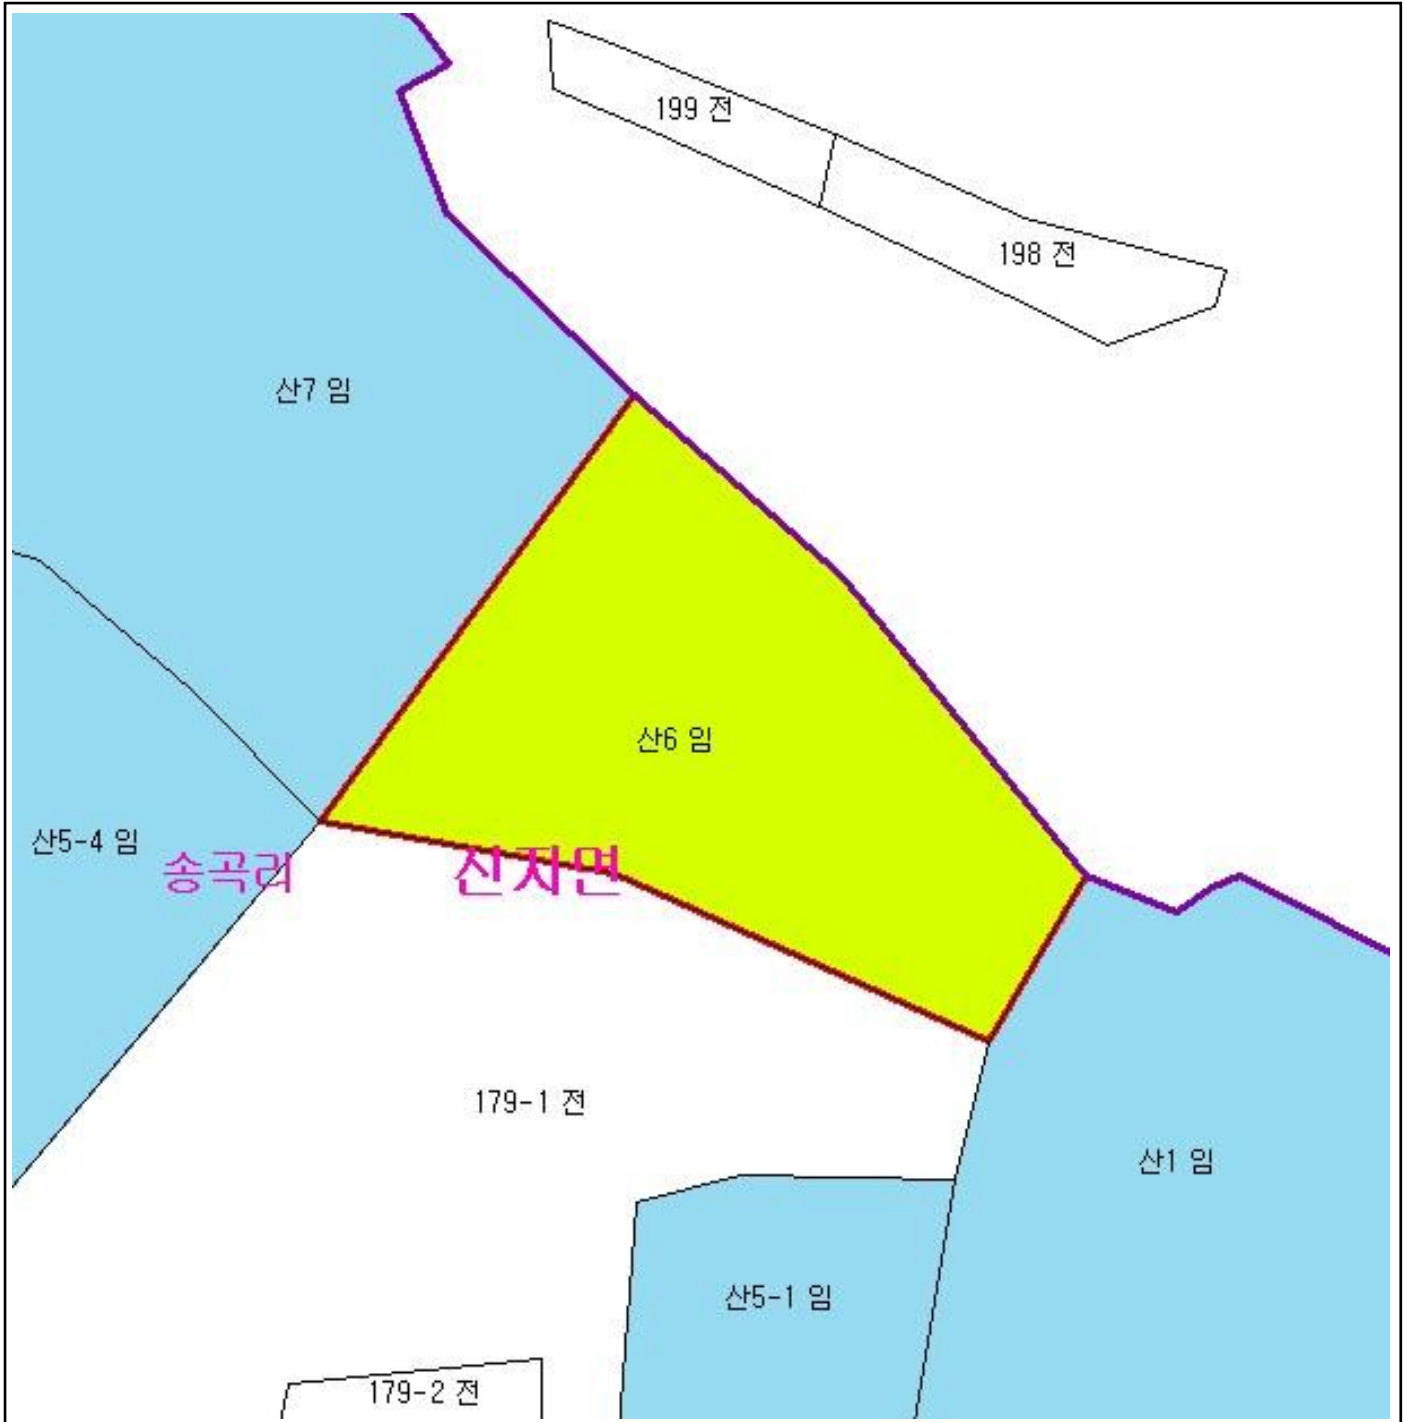 199 전
198 전
산7 임
산6 임
산5-4 임
송곡리
신지면
179-1 전
산1 임
산5-1 임
179-2 전